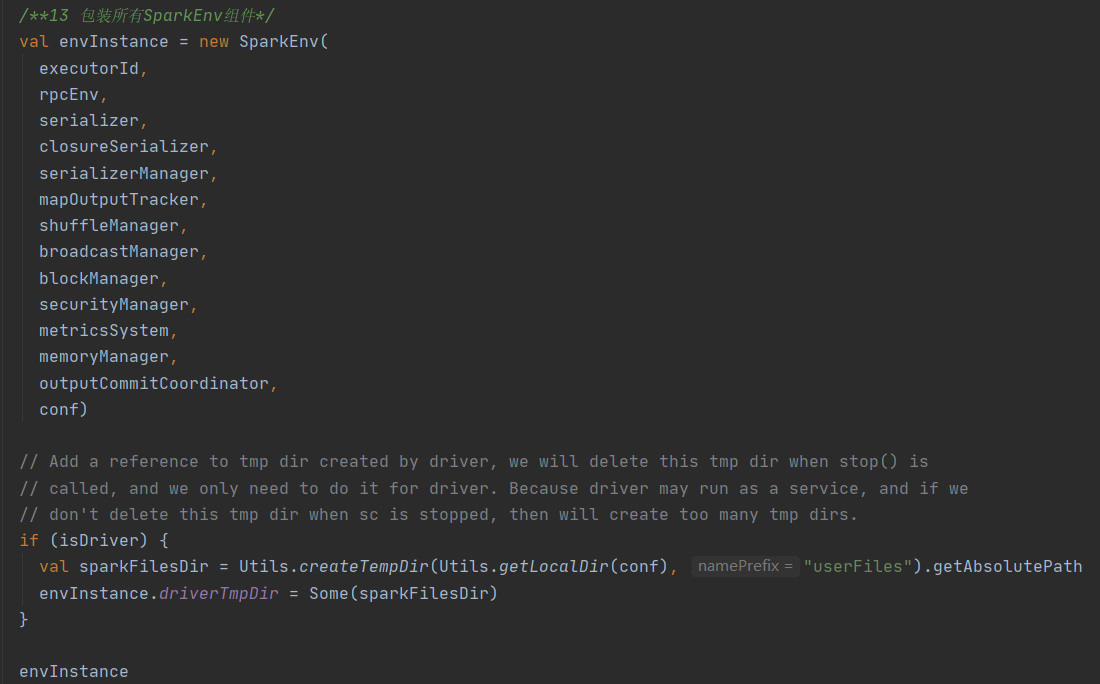 /**13 包装所有SparkEnv组件*/
val envInstance = new SparkEnv(
  executorId,
  rpcEnv,
  serializer,
  closureSerializer,
  serializerManager,
  mapOutputTracker,
  shuffleManager,
  broadcastManager,
  blockManager,
  securityManager,
  metricsSystem,
  memoryManager,
  outputCommitCoordinator,
  conf)

// Add a reference to tmp dir created by driver, we will delete this tmp dir when stop() is
// called, and we only need to do it for driver. Because driver may run as a service, and if we
// don't delete this tmp dir when sc is stopped, then will create too many tmp dirs.
if (isDriver) {
  val sparkFilesDir = Utils.createTempDir(Utils.getLocalDir(conf), namePrefix = "userFiles").getAbsolutePath
  envInstance.driverTmpDir = Some(sparkFilesDir)
}

envInstance